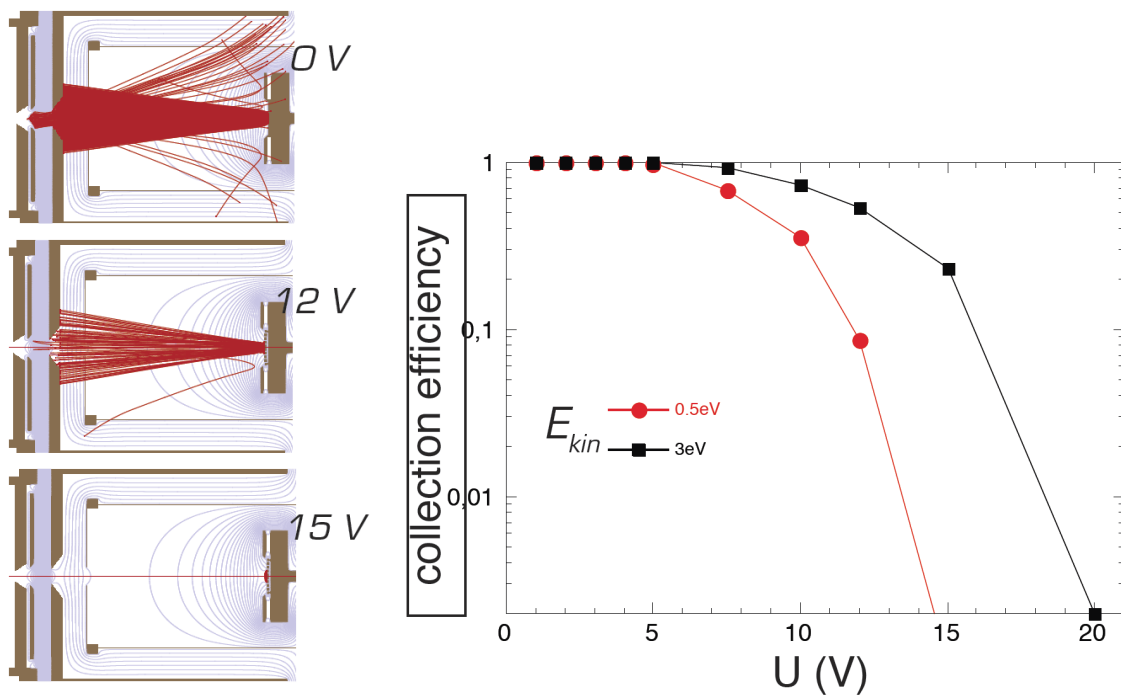 0 V
12 V
15 V
collection efficiency
1
0,1
0,01
E kin
0.5eV
3eV
0
5
10
15
20
U (V)